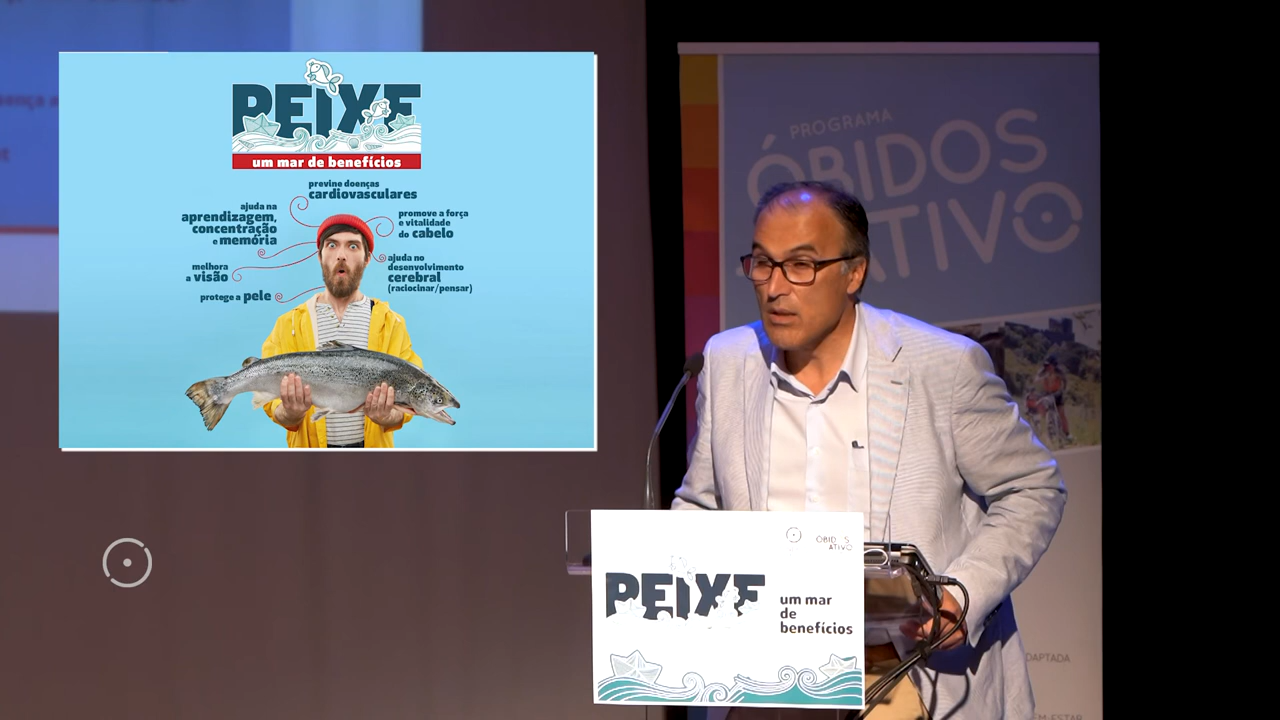 PEIXE
um mar de benefícios
previne doenças
cardiovasculares
ajuda na
aprendizagem,
concentração
e memória
promove a força
e vitalidade
do cabelo
melhora
a visão
ajuda no
desenvolvimento
cerebral
(raciocinar/pensar)
protege a pele
PROGRAMA
ÓBIDOS
ATIVO
ÓBIDOS
ATIVO
PEIXE
um mar
de
benefícios
DAPTADA